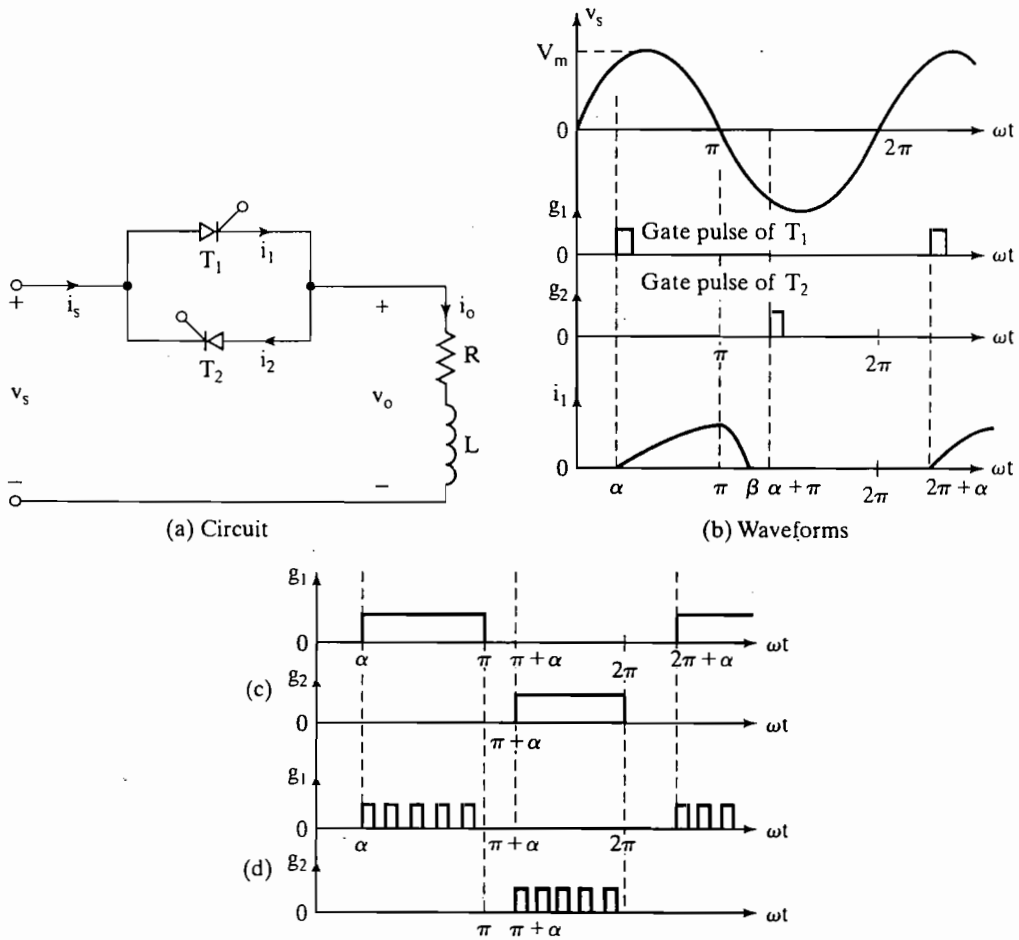 v_s
V_m
0
π
2π
ωt
g_1
Gate pulse of T_1
0
ωt
g_2
Gate pulse of T_2
0
π
2π
ωt
i_1
0
α
π
β
α + π
2π
2π + α
ωt
T_1
i_1
+
i_s
+
i_o
T_2
i_2
R
v_s
v_o
L
−
−
(a) Circuit
(b) Waveforms
g_1
0
α
π
π + α
2π
2π + α
ωt
(c)
g_2
0
π + α
ωt
g_1
0
α
π + α
2π
ωt
(d)
g_2
0
π
π + α
ωt